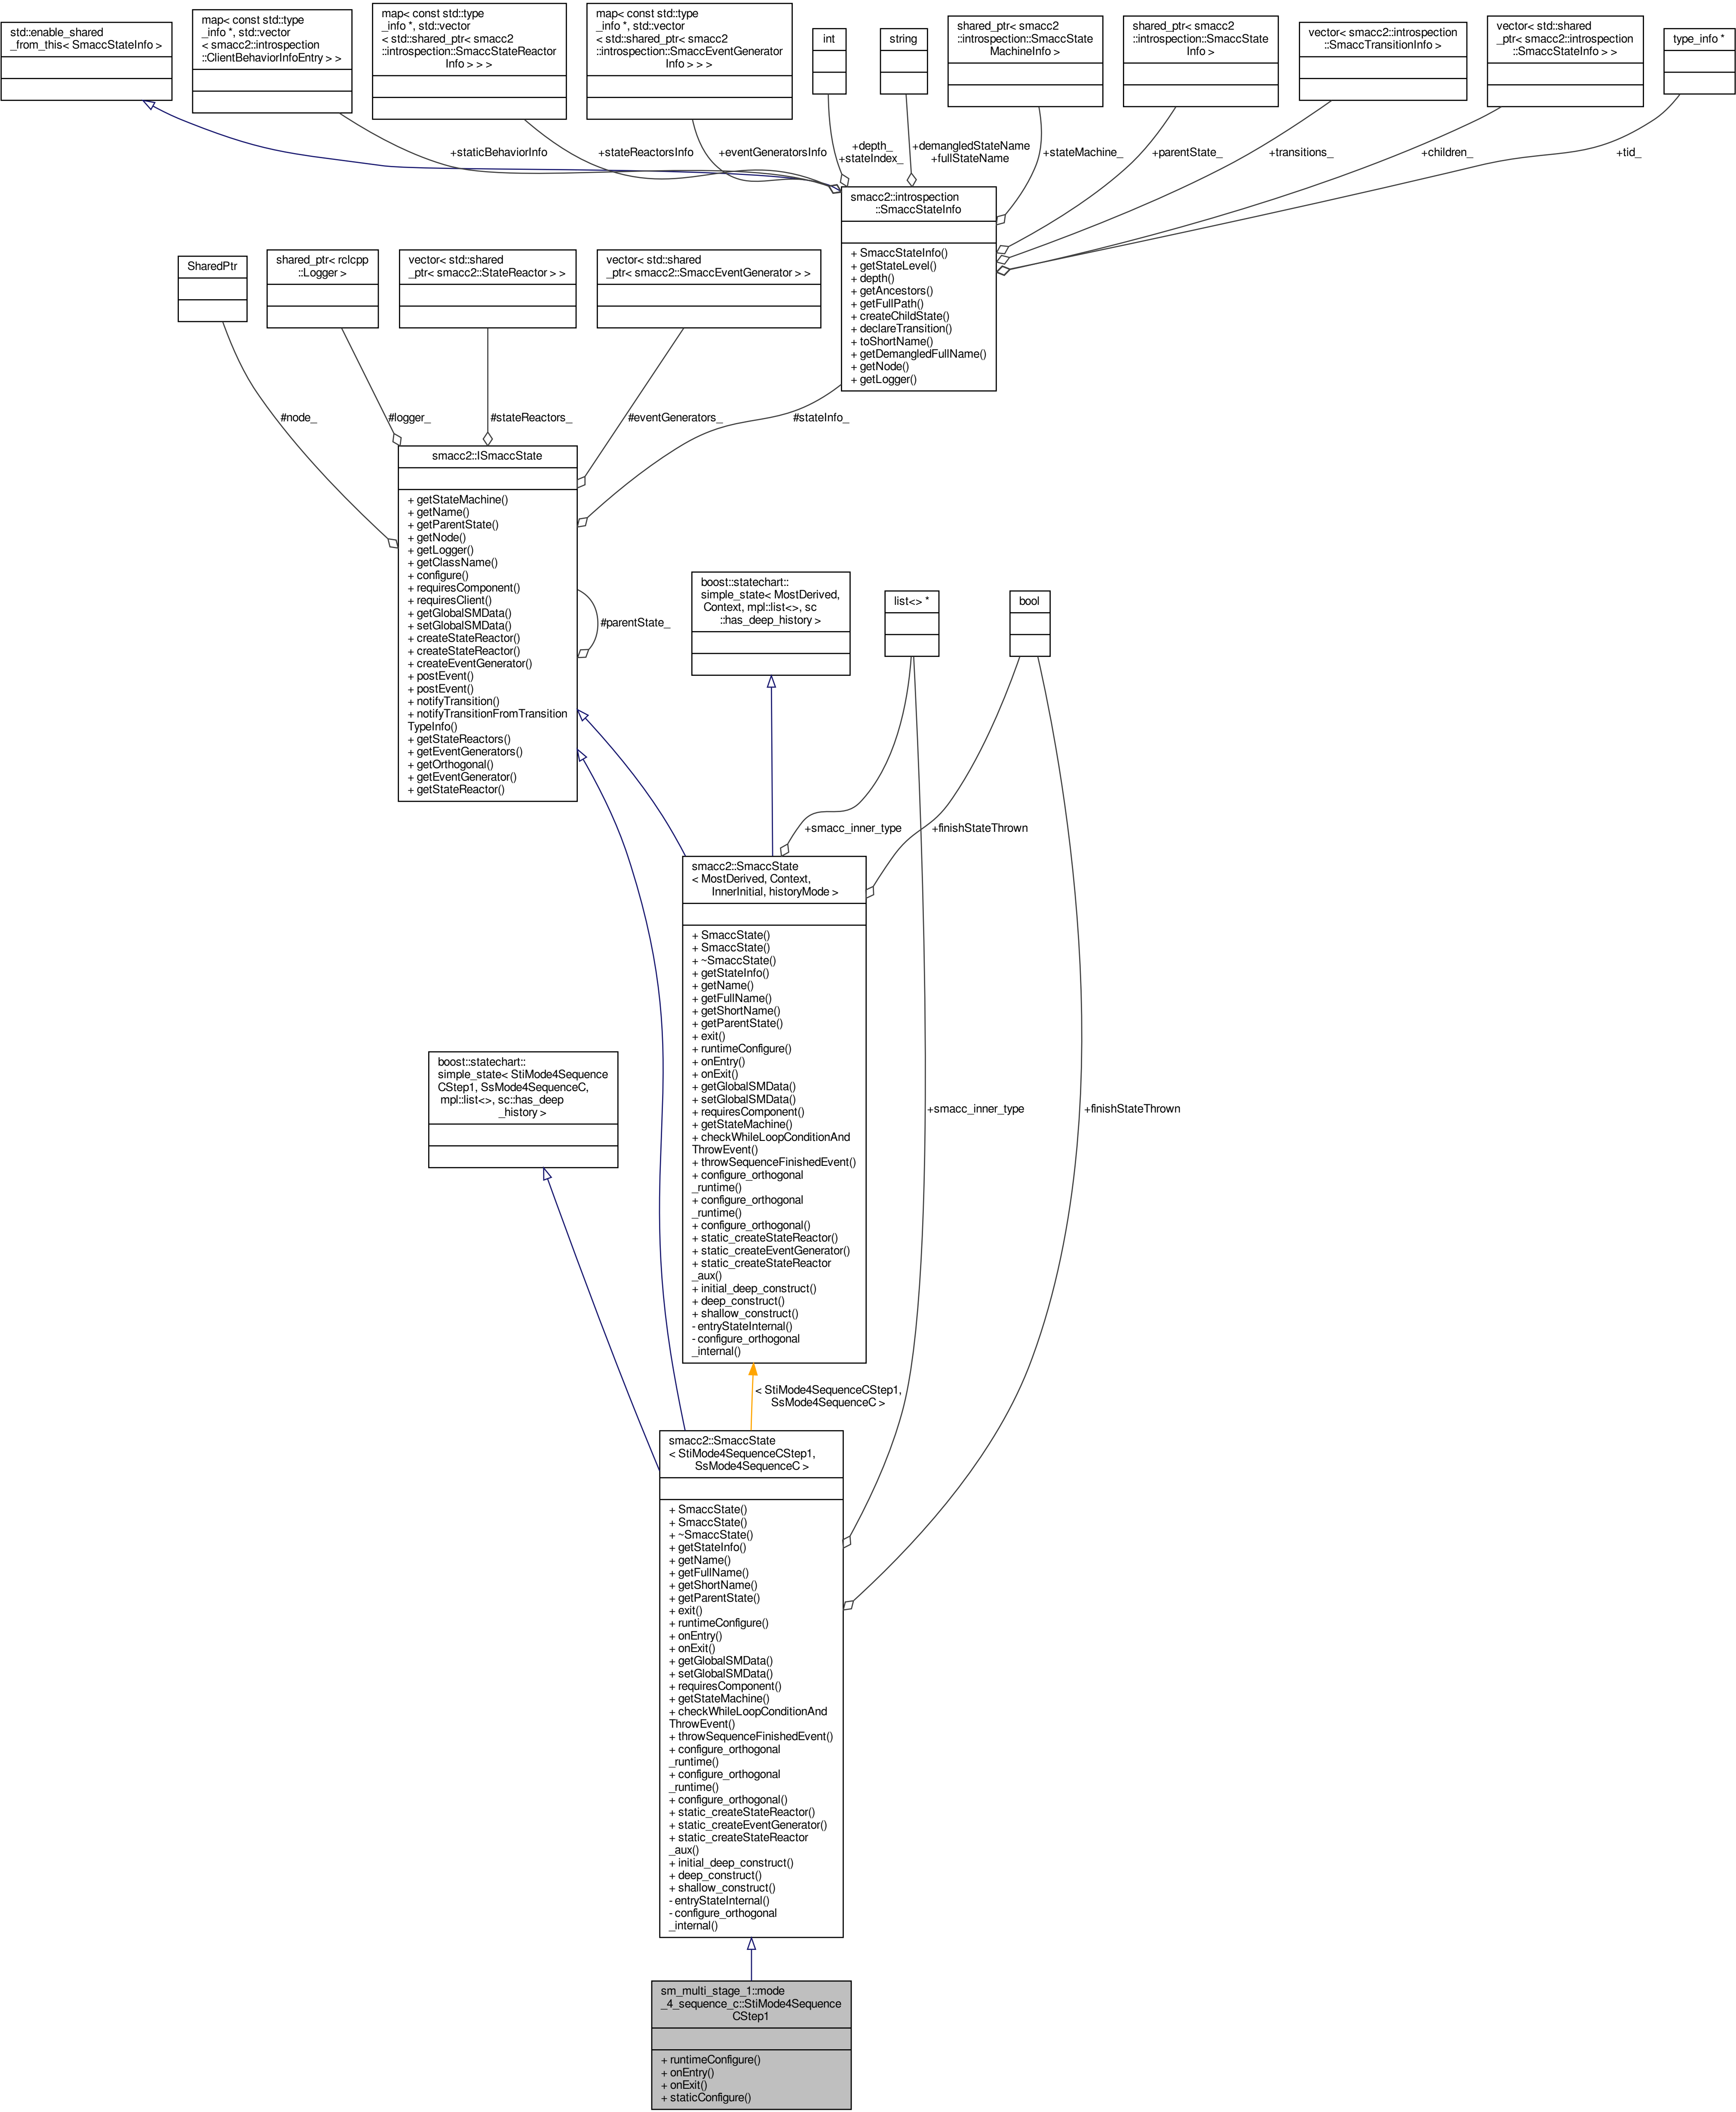 std::enable_shared
_from_this< SmaccStateInfo >
map< const std::type
_info *, std::vector
< smacc2::introspection
::ClientBehaviorInfoEntry > >
map< const std::type
_info *, std::vector
< std::shared_ptr< smacc2
::introspection::SmaccStateReactor
Info > > >
map< const std::type
_info *, std::vector
< std::shared_ptr< smacc2
::introspection::SmaccEventGenerator
Info > > >
int
string
shared_ptr< smacc2
::introspection::SmaccState
MachineInfo >
shared_ptr< smacc2
::introspection::SmaccState
Info >
vector< smacc2::introspection
::SmaccTransitionInfo >
vector< std::shared
_ptr< smacc2::introspection
::SmaccStateInfo > >
type_info *
+staticBehaviorInfo
+stateReactorsInfo
+eventGeneratorsInfo
+depth_
+stateIndex_
+demangledStateName
+fullStateName
+stateMachine_
+parentState_
+transitions_
+children_
+tid_
smacc2::introspection
::SmaccStateInfo
+ SmaccStateInfo()
+ getStateLevel()
+ depth()
+ getAncestors()
+ getFullPath()
+ createChildState()
+ declareTransition()
+ toShortName()
+ getDemangledFullName()
+ getNode()
+ getLogger()
SharedPtr
shared_ptr< rclcpp
::Logger >
vector< std::shared
_ptr< smacc2::StateReactor > >
vector< std::shared
_ptr< smacc2::SmaccEventGenerator > >
#node_
#logger_
#stateReactors_
#eventGenerators_
#stateInfo_
smacc2::ISmaccState
+ getStateMachine()
+ getName()
+ getParentState()
+ getNode()
+ getLogger()
+ getClassName()
+ configure()
+ requiresComponent()
+ requiresClient()
+ getGlobalSMData()
+ setGlobalSMData()
+ createStateReactor()
+ createStateReactor()
+ createEventGenerator()
+ postEvent()
+ postEvent()
+ notifyTransition()
+ notifyTransitionFromTransition
TypeInfo()
+ getStateReactors()
+ getEventGenerators()
+ getOrthogonal()
+ getEventGenerator()
+ getStateReactor()
#parentState_
boost::statechart::
simple_state< MostDerived,
Context, mpl::list<>, sc
::has_deep_history >
list<> *
bool
+smacc_inner_type
+finishStateThrown
smacc2::SmaccState
< MostDerived, Context,
InnerInitial, historyMode >
+ SmaccState()
+ SmaccState()
+ ~SmaccState()
+ getStateInfo()
+ getName()
+ getFullName()
+ getShortName()
+ getParentState()
+ exit()
+ runtimeConfigure()
+ onEntry()
+ onExit()
+ getGlobalSMData()
+ setGlobalSMData()
+ requiresComponent()
+ getStateMachine()
+ checkWhileLoopConditionAnd
ThrowEvent()
+ throwSequenceFinishedEvent()
+ configure_orthogonal
_runtime()
+ configure_orthogonal
_runtime()
+ configure_orthogonal()
+ static_createStateReactor()
+ static_createEventGenerator()
+ static_createStateReactor
_aux()
+ initial_deep_construct()
+ deep_construct()
+ shallow_construct()
- entryStateInternal()
- configure_orthogonal
_internal()
boost::statechart::
simple_state< StiMode4Sequence
CStep1, SsMode4SequenceC,
mpl::list<>, sc::has_deep
_history >
+smacc_inner_type
+finishStateThrown
< StiMode4SequenceCStep1,
SsMode4SequenceC >
smacc2::SmaccState
< StiMode4SequenceCStep1,
SsMode4SequenceC >
+ SmaccState()
+ SmaccState()
+ ~SmaccState()
+ getStateInfo()
+ getName()
+ getFullName()
+ getShortName()
+ getParentState()
+ exit()
+ runtimeConfigure()
+ onEntry()
+ onExit()
+ getGlobalSMData()
+ setGlobalSMData()
+ requiresComponent()
+ getStateMachine()
+ checkWhileLoopConditionAnd
ThrowEvent()
+ throwSequenceFinishedEvent()
+ configure_orthogonal
_runtime()
+ configure_orthogonal
_runtime()
+ configure_orthogonal()
+ static_createStateReactor()
+ static_createEventGenerator()
+ static_createStateReactor
_aux()
+ initial_deep_construct()
+ deep_construct()
+ shallow_construct()
- entryStateInternal()
- configure_orthogonal
_internal()
sm_multi_stage_1::mode
_4_sequence_c::StiMode4Sequence
CStep1
+ runtimeConfigure()
+ onEntry()
+ onExit()
+ staticConfigure()